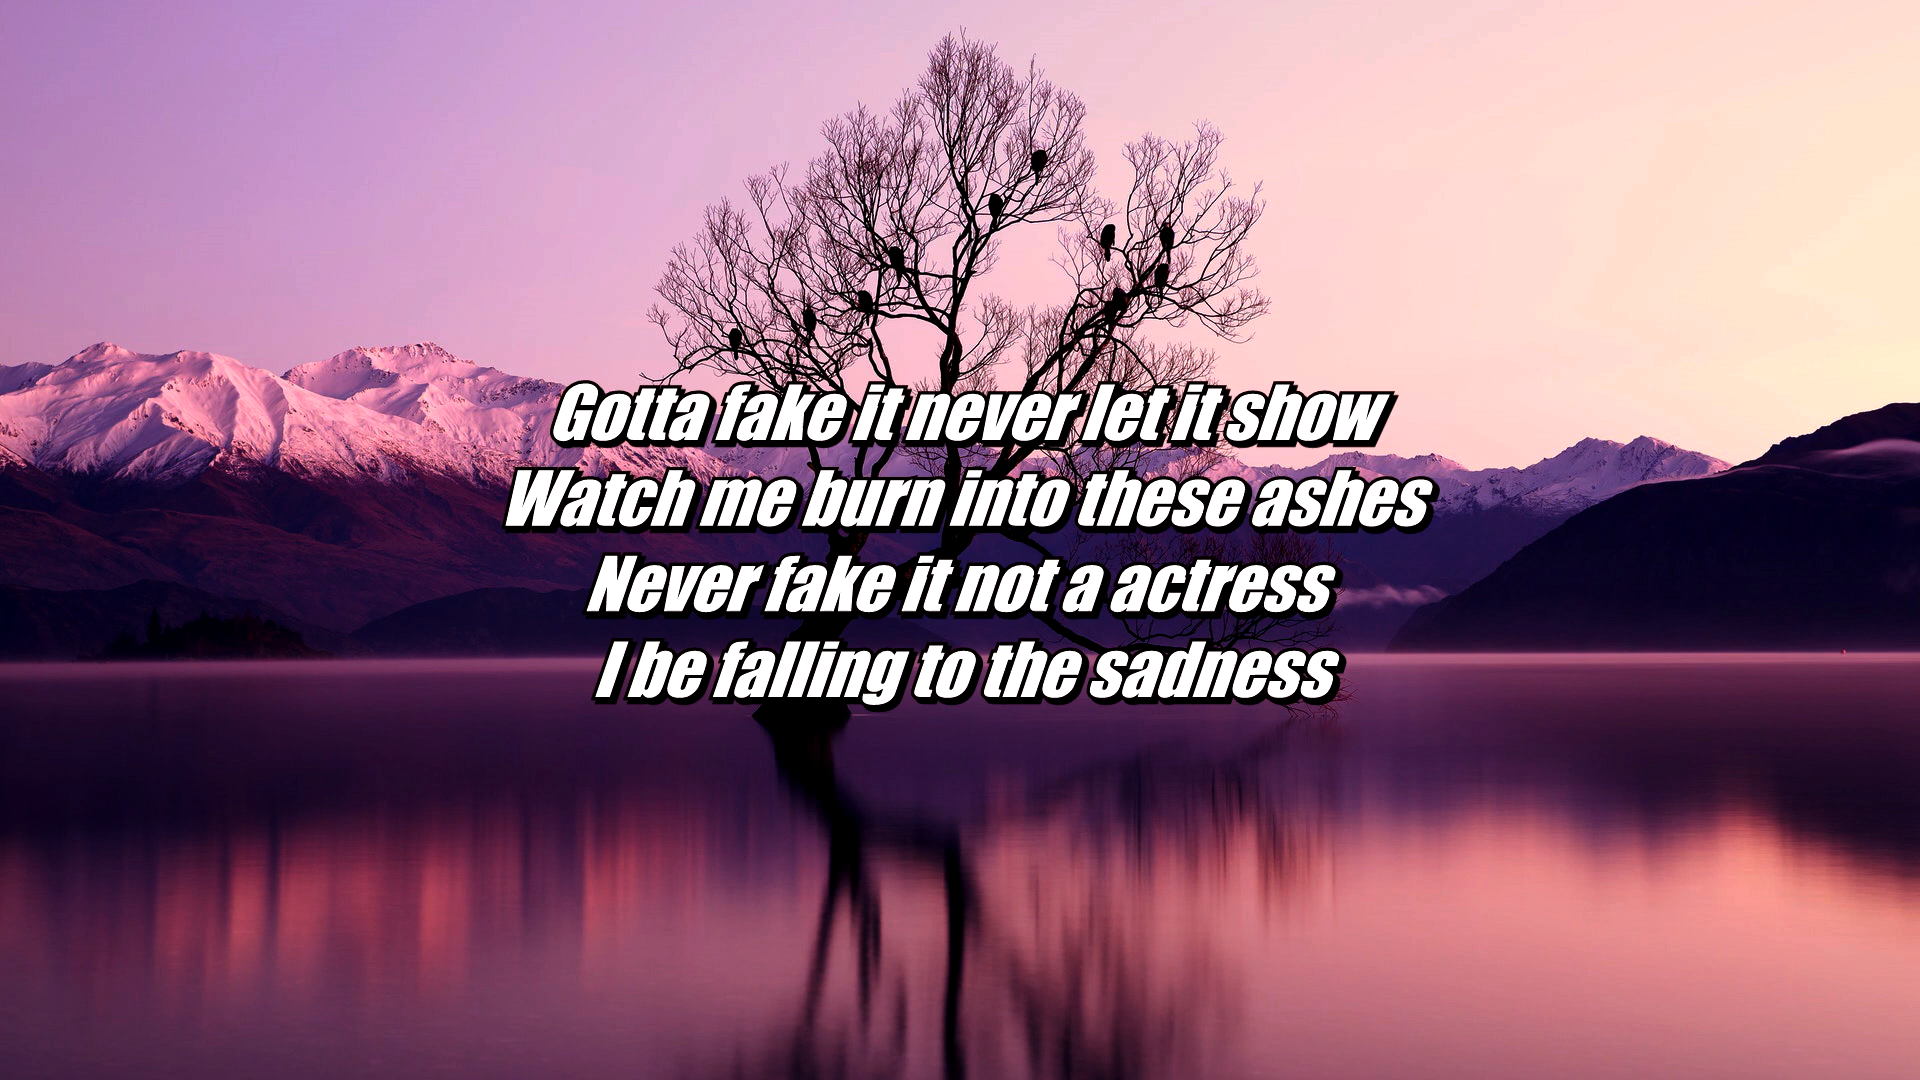 Gotta fake it never let it show
Watch me burn into these ashes
Never fake it not a actress
I be falling to the sadness